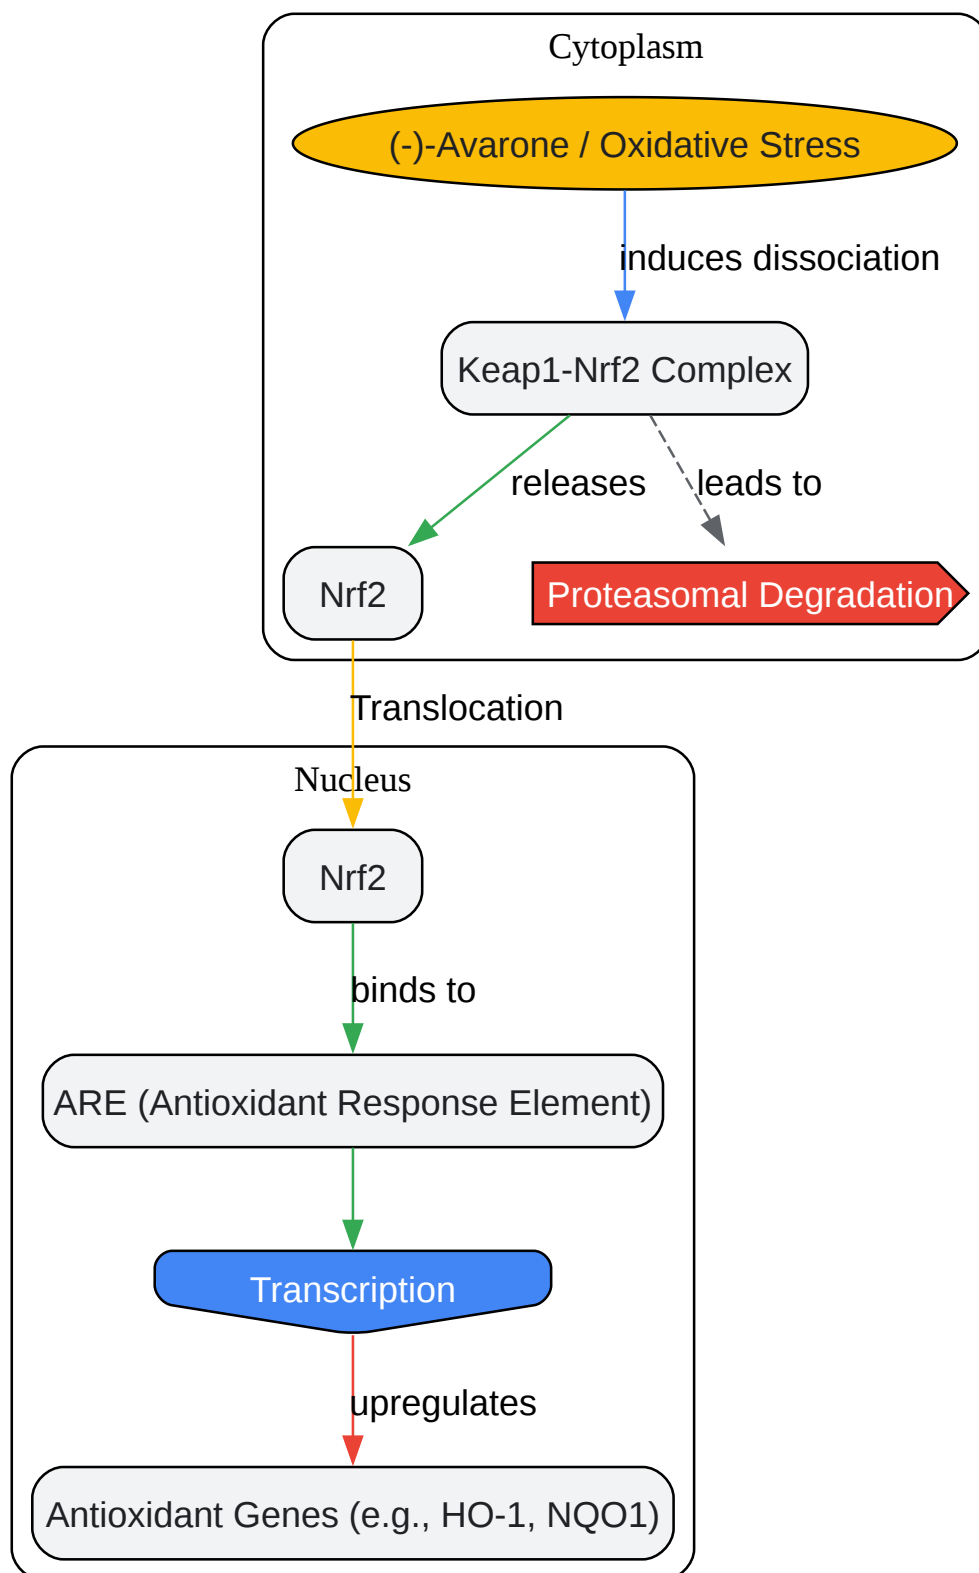 Cytoplasm
(-)-Avarone / Oxidative Stress
induces dissociation
Keap1-Nrf2 Complex
releases
leads to
Nrf2
Proteasomal Degradation
Translocation
Nucleus
Nrf2
binds to
ARE (Antioxidant Response Element)
Transcription
upregulates
Antioxidant Genes (e.g., HO-1, NQO1)